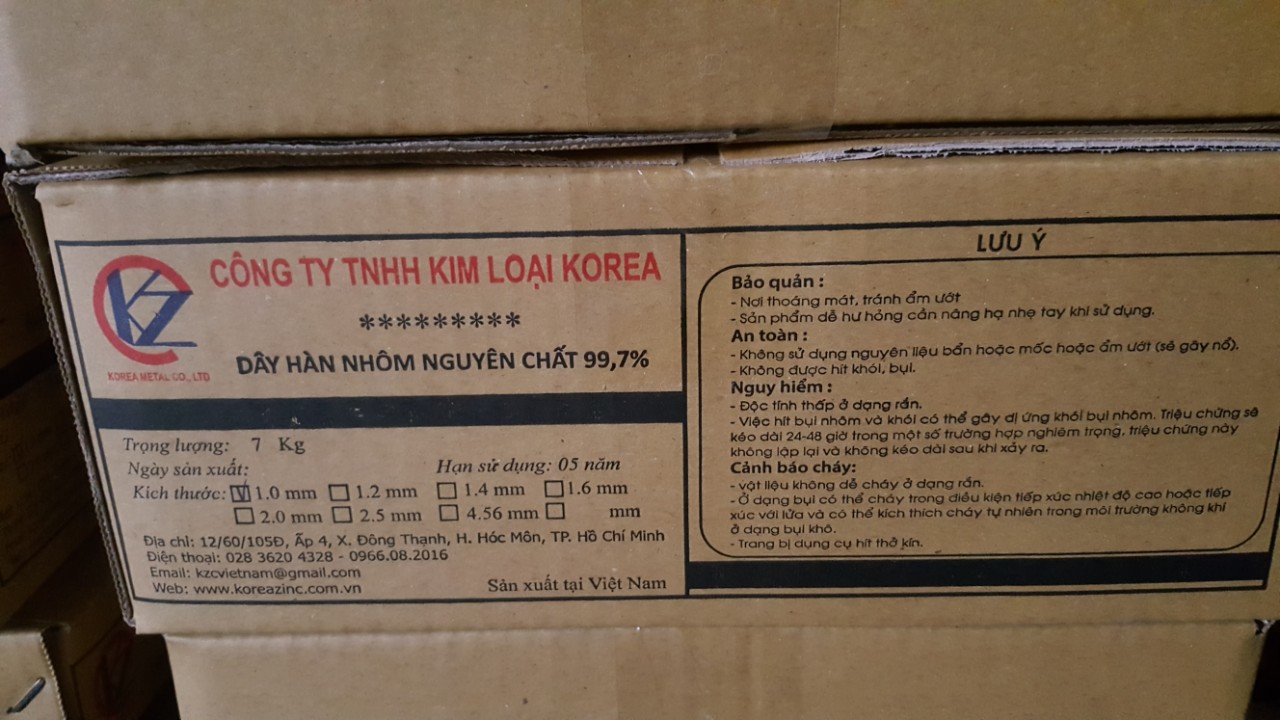 KZ
KOREA METAL CO., LTD
CÔNG TY TNHH KIM LOẠI KOREA
*********
DÂY HÀN NHÔM NGUYÊN CHẤT 99,7%
Trọng lượng: 7 Kg
Ngày sản xuất: Hạn sử dụng: 05 năm
Kích thước: 1.0 mm 1.2 mm 1.4 mm 1.6 mm
2.0 mm 2.5 mm 4.56 mm mm
Địa chỉ: 12/60/105Đ, Ấp 4, X. Đông Thạnh, H. Hóc Môn, TP. Hồ Chí Minh
Điện thoại: 028 3620 4328 - 0966.08.2016
Email: kzcvietnam@gmail.com
Web: www.koreazinc.com.vn
Sản xuất tại Việt Nam
LƯU Ý
Bảo quản :
- Nơi thoáng mát, tránh ẩm ướt
- Sản phẩm dễ hư hỏng cần nâng hạ nhẹ tay khi sử dụng.
An toàn :
- Không sử dụng nguyên liệu bẩn hoặc mốc hoặc ẩm ướt (sẽ gây nổ).
- Không được hít khói, bụi.
Nguy hiểm :
- Độc tính thấp ở dạng rắn.
- Việc hít bụi nhôm và khói có thể gây dị ứng khói bụi nhôm. Triệu chứng sẽ
kéo dài 24-48 giờ trong một số trường hợp nghiêm trọng, triệu chứng này
không lập lại và không kéo dài sau khi xảy ra.
Cảnh báo cháy:
- vật liệu không dễ cháy ở dạng rắn.
- Ở dạng bụi có thể cháy trong điều kiện tiếp xúc nhiệt độ cao hoặc tiếp
xúc với lửa và có thể kích thích cháy tự nhiên trong môi trường không khí
ở dạng bụi khô.
- Trang bị dụng cụ hít thở kín.